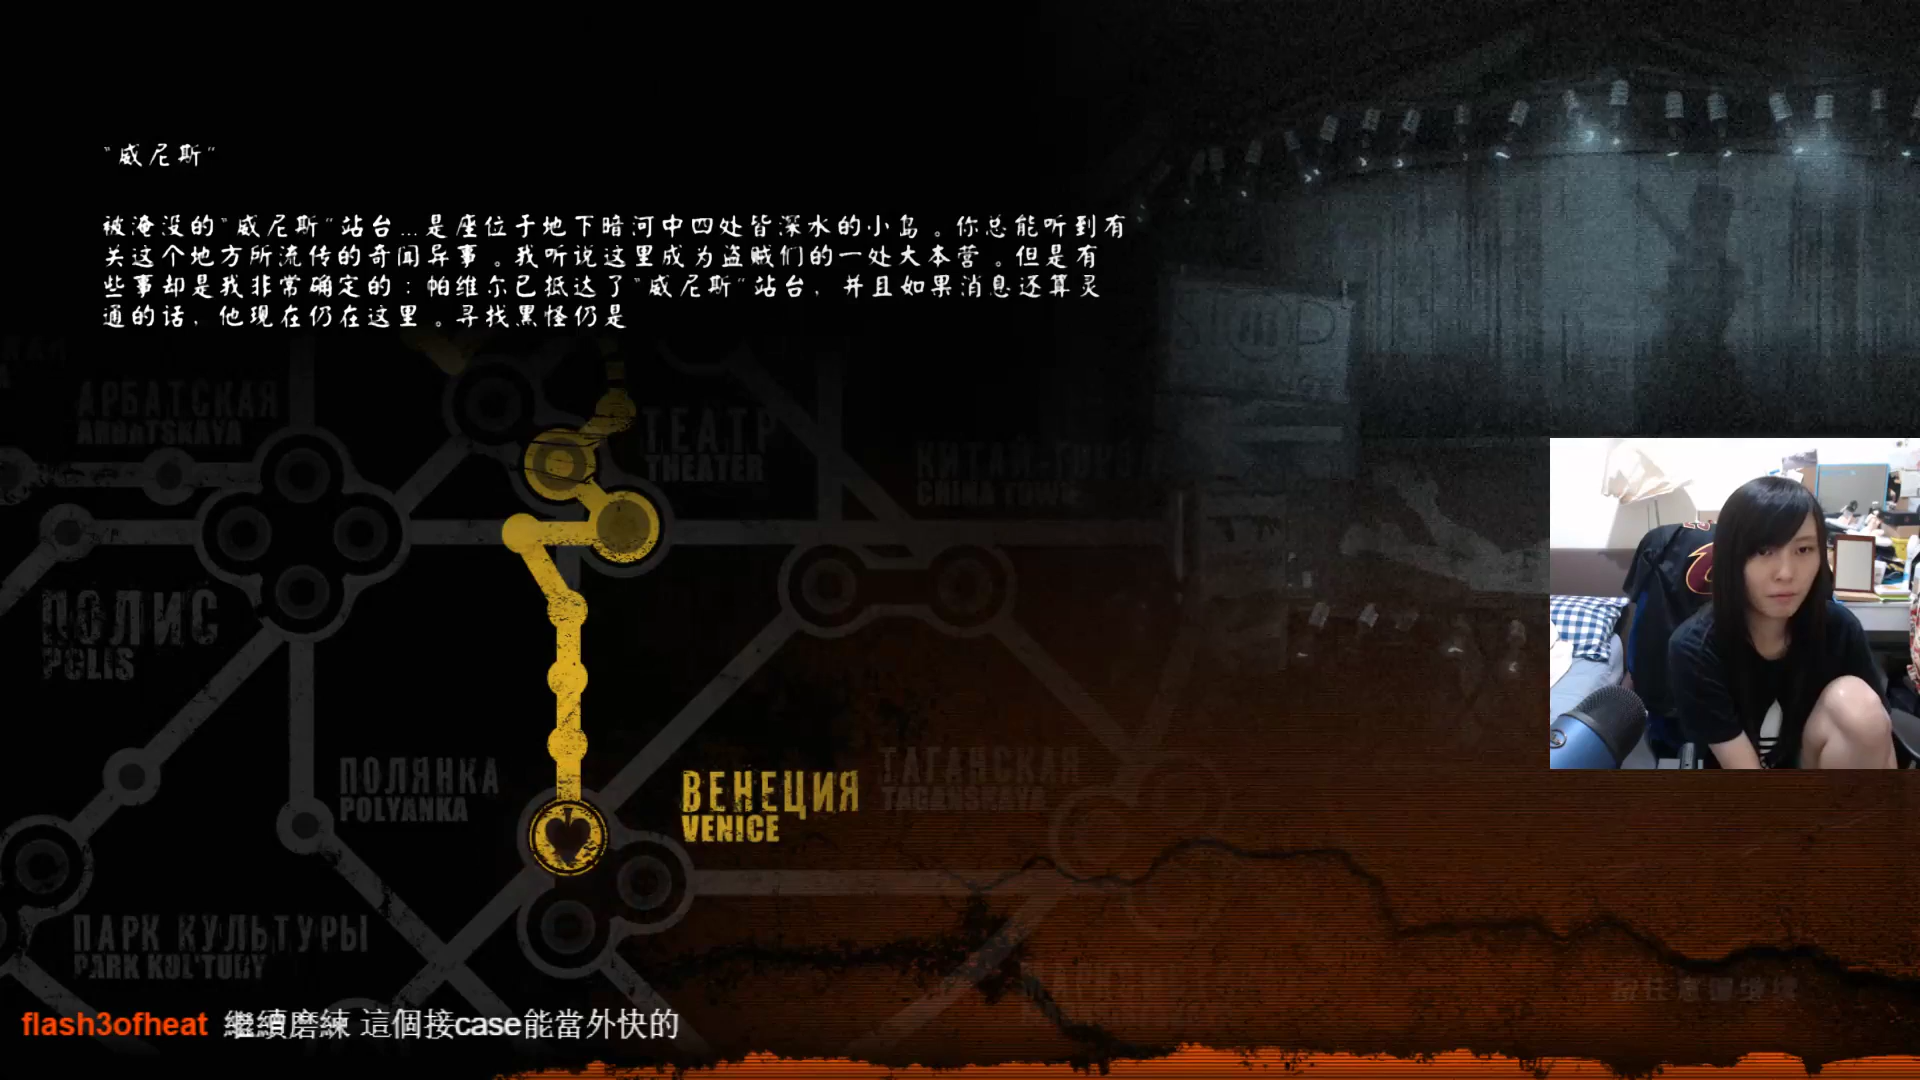 “威尼斯”
被淹没的“威尼斯”站台...是座位于地下暗河中四处皆深水的小岛。你总能听到有
关这个地方所流传的奇闻异事。我听说这里成为盗贼们的一处大本营。但是有
些事却是我非常确定的：帕维尔已抵达了“威尼斯”站台，并且如果消息还算灵
通的话，他现在仍在这里。寻找黑怪仍是
АРБАТСКАЯ
ARBATSKAYA
ТЕАТР
THEATER
КИТАЙ-ГОРОД
CHINA TOWN
ПОЛИС
POLIS
ПОЛЯНКА
POLYANKA
ВЕНЕЦИЯ
VENICE
ТАГАНСКАЯ
TAGANSKAYA
ПАРК КУЛЬТУРЫ
PARK KUL'TURY
flash3ofheat 繼續磨練 這個接case能當外快的